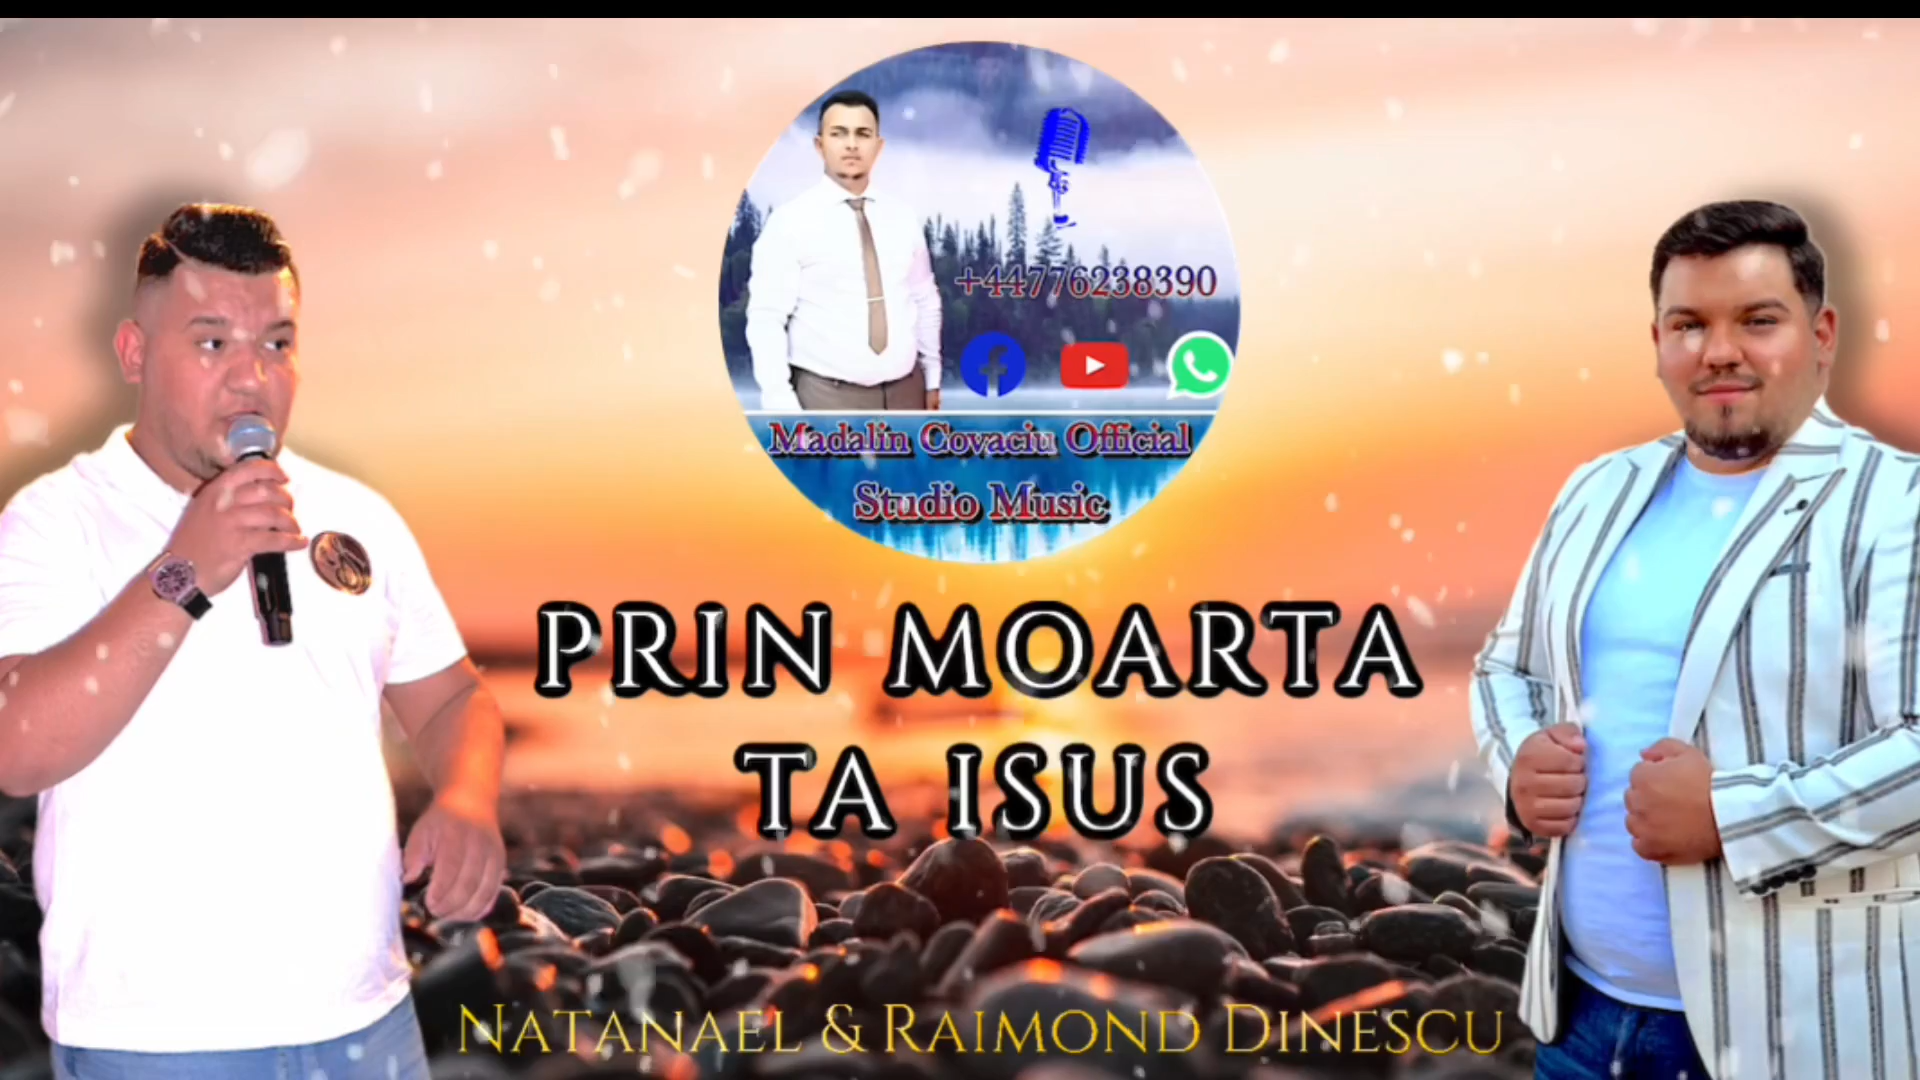 +44776238390
Madalin Covaciu Official
Studio Music
PRIN MOARTA
TA ISUS
NATANAEL & RAIMOND DINESCU